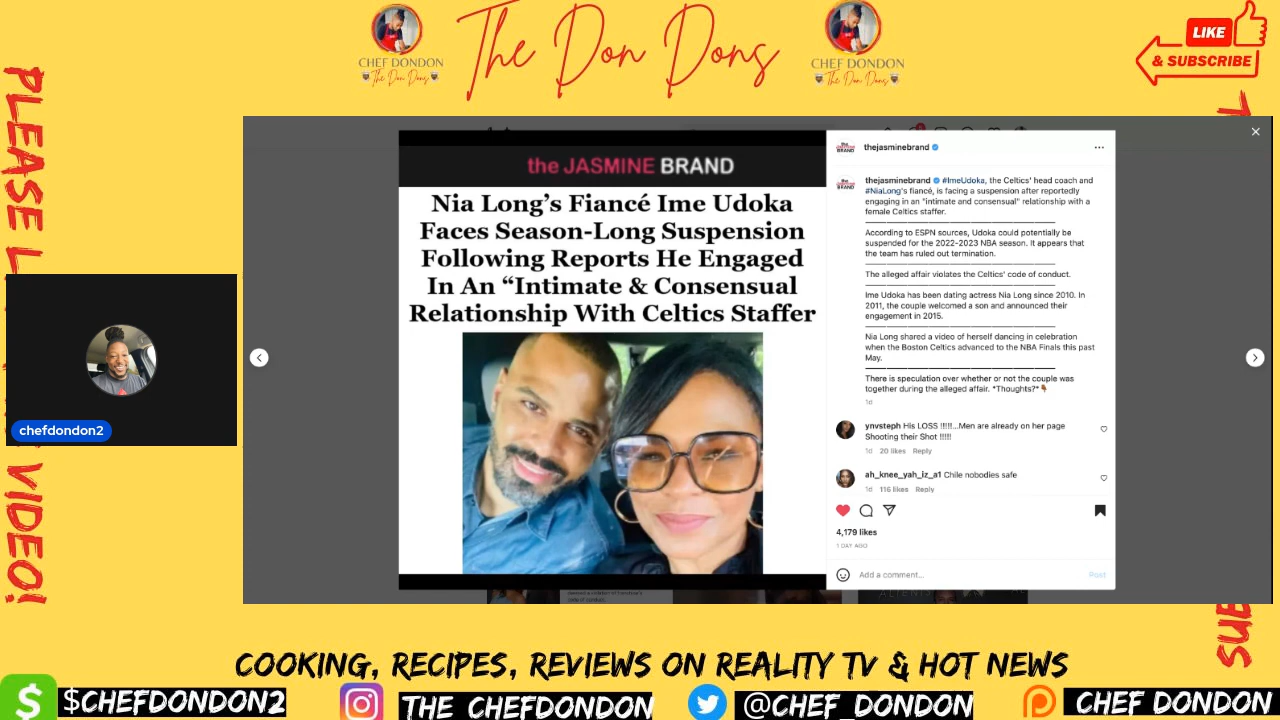 CHEF DONDON
The Don Dons
The Don Dons
CHEF DONDON
The Don Dons
LIKE
& SUBSCRIBE
PLEASE L
VIDEO!
the JASMINE BRAND
Nia Long's Fiancé Ime Udoka
Faces Season-Long Suspension
Following Reports He Engaged
In An “Intimate & Consensual
Relationship With Celtics Staffer
thejasminebrand
thejasminebrand #ImeUdoka, the Celtics' head coach and
#NiaLong's fiancé, is facing a suspension after reportedly
engaging in an "intimate and consensual" relationship with a
female Celtics staffer.
According to ESPN sources, Udoka could potentially be
suspended for the 2022-2023 NBA season. It appears that
the team has ruled out termination.
The alleged affair violates the Celtics' code of conduct.
Ime Udoka has been dating actress Nia Long since 2010. In
2011, the couple welcomed a son and announced their
engagement in 2015.
Nia Long shared a video of herself dancing in celebration
when the Boston Celtics advanced to the NBA Finals this past
May.
There is speculation over whether or not the couple was
together during the alleged affair. *Thoughts?*
1d
ynvsteph His LOSS !!!!!...Men are already on her page
Shooting their Shot !!!!!
1d 20 likes Reply
ah_knee_yah_iz_a1 Chile nobodies safe
1d 116 likes Reply
4,179 likes
1 DAY AGO
Add a comment...
Post
chefdondon2
COOKING, RECIPES, REVIEWS ON REALITY TV & HOT NEWS
$CHEFDONDON2
THE_CHEFDONDON
@CHEF_DONDON
CHEF DONDON